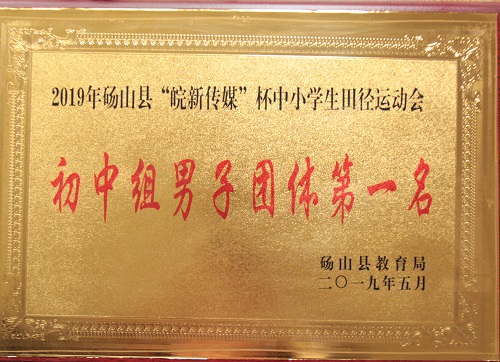 2019年砀山县“皖新传媒”杯中小学生田径运动会
初中组男子团体第一名
砀山县教育局
二〇一九年五月